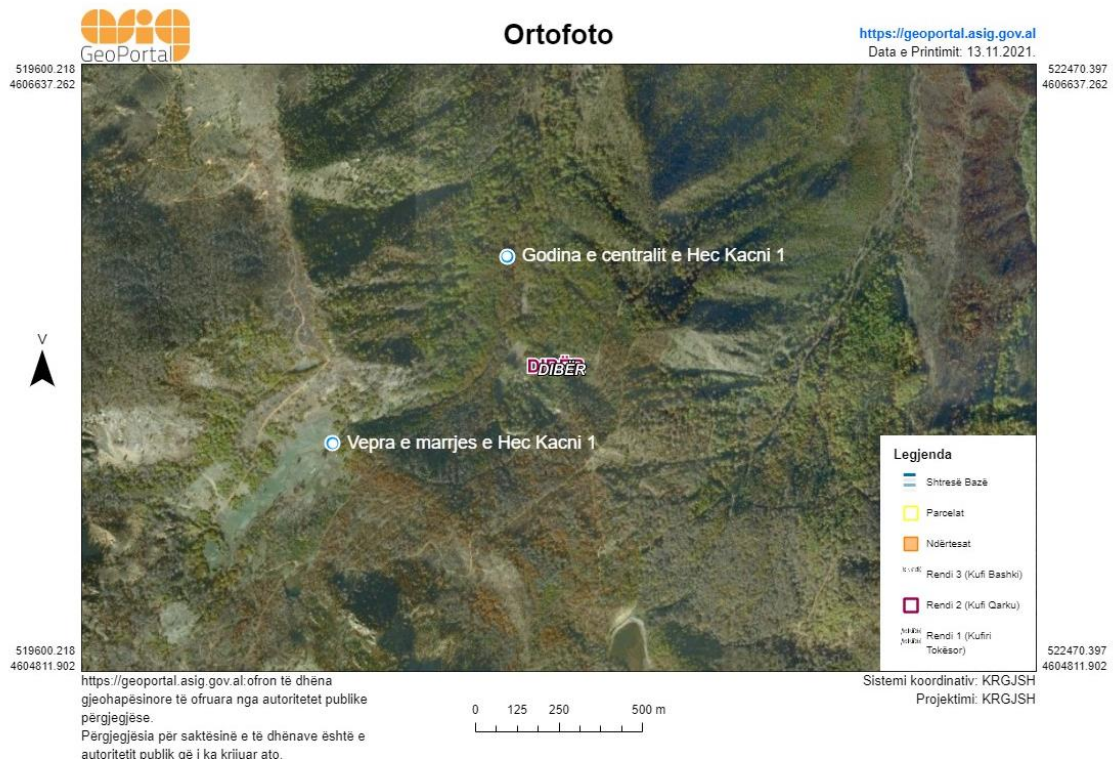 asig
GeoPortal
Ortofoto
https://geoportal.asig.gov.al
Data e Printimit: 13.11.2021.
519600.218
4606637.262
522470.397
4606637.262
Godina e centralit e Hec Kacni 1
V
DIBËR
DIBËR
Vepra e marrjes e Hec Kacni 1
Legjenda
Shtresë Bazë
Parcelat
Ndërtesat
Rendi 3 (Kufi Bashki)
Rendi 2 (Kufi Qarku)
Rendi 1 (Kufiri
Tokësor)
519600.218
4604811.902
522470.397
4604811.902
https://geoportal.asig.gov.al:ofron të dhëna
gjeohapësinore të ofruara nga autoritetet publike
përgjegjëse.
Përgjegjësia për saktësinë e të dhënave është e
autoritetit publik që i ka krijuar ato.
0 125 250 500 m
Sistemi koordinativ: KRGJSH
Projektimi: KRGJSH